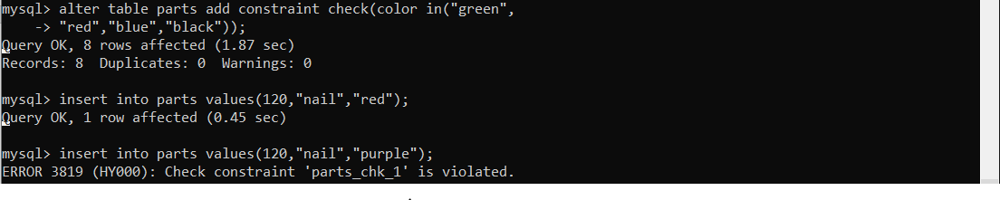 mysql> alter table parts add constraint check(color in("green",
    -> "red","blue","black"));
Query OK, 8 rows affected (1.87 sec)
Records: 8  Duplicates: 0  Warnings: 0
mysql> insert into parts values(120,"nail","red");
Query OK, 1 row affected (0.45 sec)
mysql> insert into parts values(120,"nail","purple");
ERROR 3819 (HY000): Check constraint 'parts_chk_1' is violated.